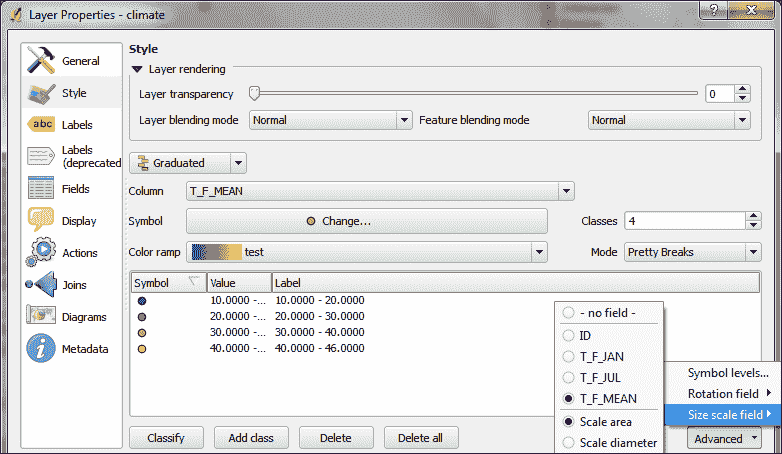 Layer Properties - climate
?
General
Style
abc
Labels
Labels
(deprecated
Fields
Display
Actions
Joins
Diagrams
Metadata
Style
Layer rendering
Layer transparency 0
Layer blending mode Normal Feature blending mode Normal
Graduated
Column T_F_MEAN
Symbol Change... Classes 4
Color ramp test Mode Pretty Breaks
Symbol Value Label
10.0000 -... 10.0000 - 20.0000
20.0000 -... 20.0000 - 30.0000
30.0000 -... 30.0000 - 40.0000
40.0000 -... 40.0000 - 46.0000
- no field -
ID
T_F_JAN
T_F_JUL
T_F_MEAN
Scale area
Scale diameter
Symbol levels...
Rotation field
Size scale field
Classify Add class Delete Delete all Advanced